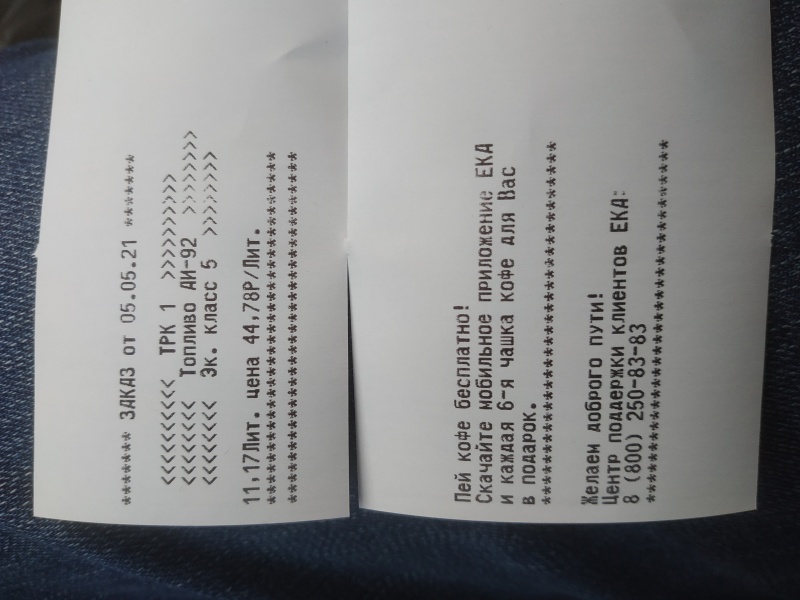 ******* ЗАКАЗ от 05.05.21 *******
<<<<<<<<<< ТРК 1 >>>>>>>>>>
<<<<<<<< Топливо АИ-92 >>>>>>>>
<<<<<<<< Эк. класс 5 >>>>>>>>
11,17Лит. цена 44,78Р/Лит.
*********************************
*********************************
Пей кофе бесплатно!
Скачайте мобильное приложение ЕКА
и каждая 6-я чашка кофе для Вас
в подарок.
*********************************
Желаем доброго пути!
Центр поддержки клиентов ЕКА:
8 (800) 250-83-83
*********************************